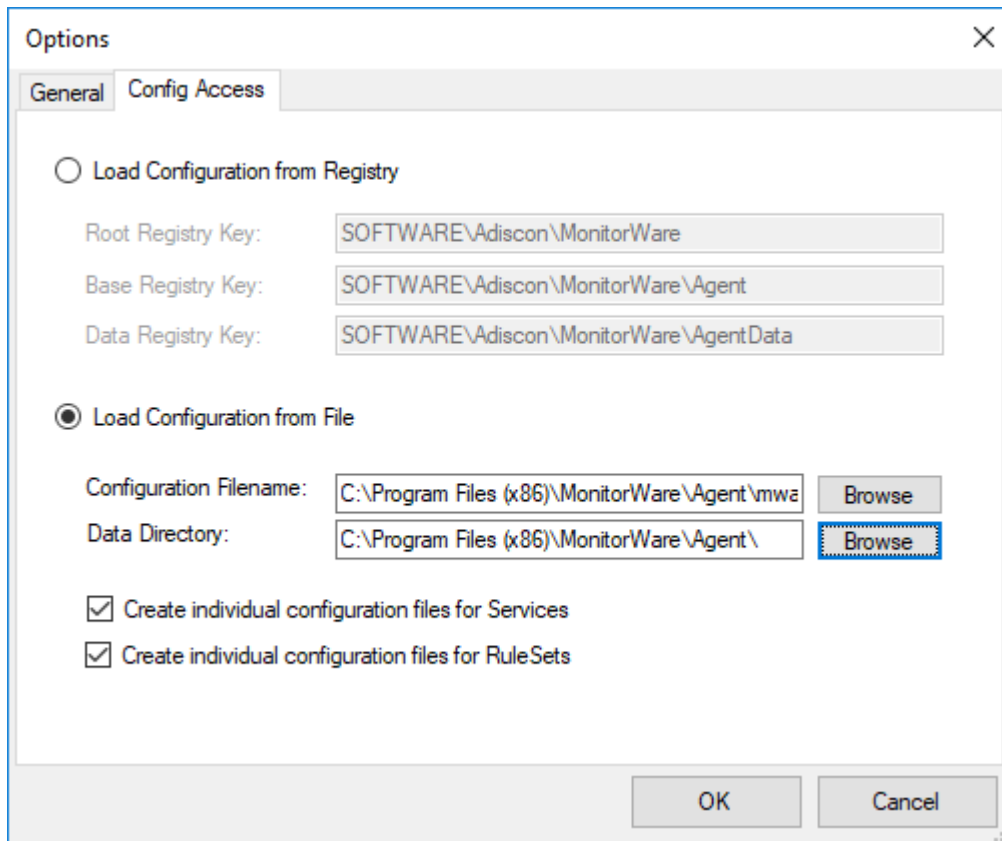 Options
General Config Access
Load Configuration from Registry
Root Registry Key: SOFTWARE\Adiscon\MonitorWare
Base Registry Key: SOFTWARE\Adiscon\MonitorWare\Agent
Data Registry Key: SOFTWARE\Adiscon\MonitorWare\AgentData
Load Configuration from File
Configuration Filename: C:\Program Files (x86)\MonitorWare\Agent\mwa Browse
Data Directory: C:\Program Files (x86)\MonitorWare\Agent\ Browse
Create individual configuration files for Services
Create individual configuration files for RuleSets
OK Cancel